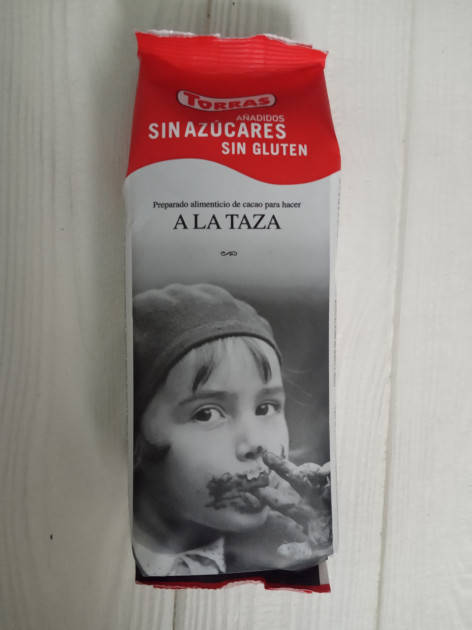 TORRAS
AÑADIDOS
SIN AZÚCARES
SIN GLUTEN
Preparado alimenticio de cacao para hacer
A LA TAZA